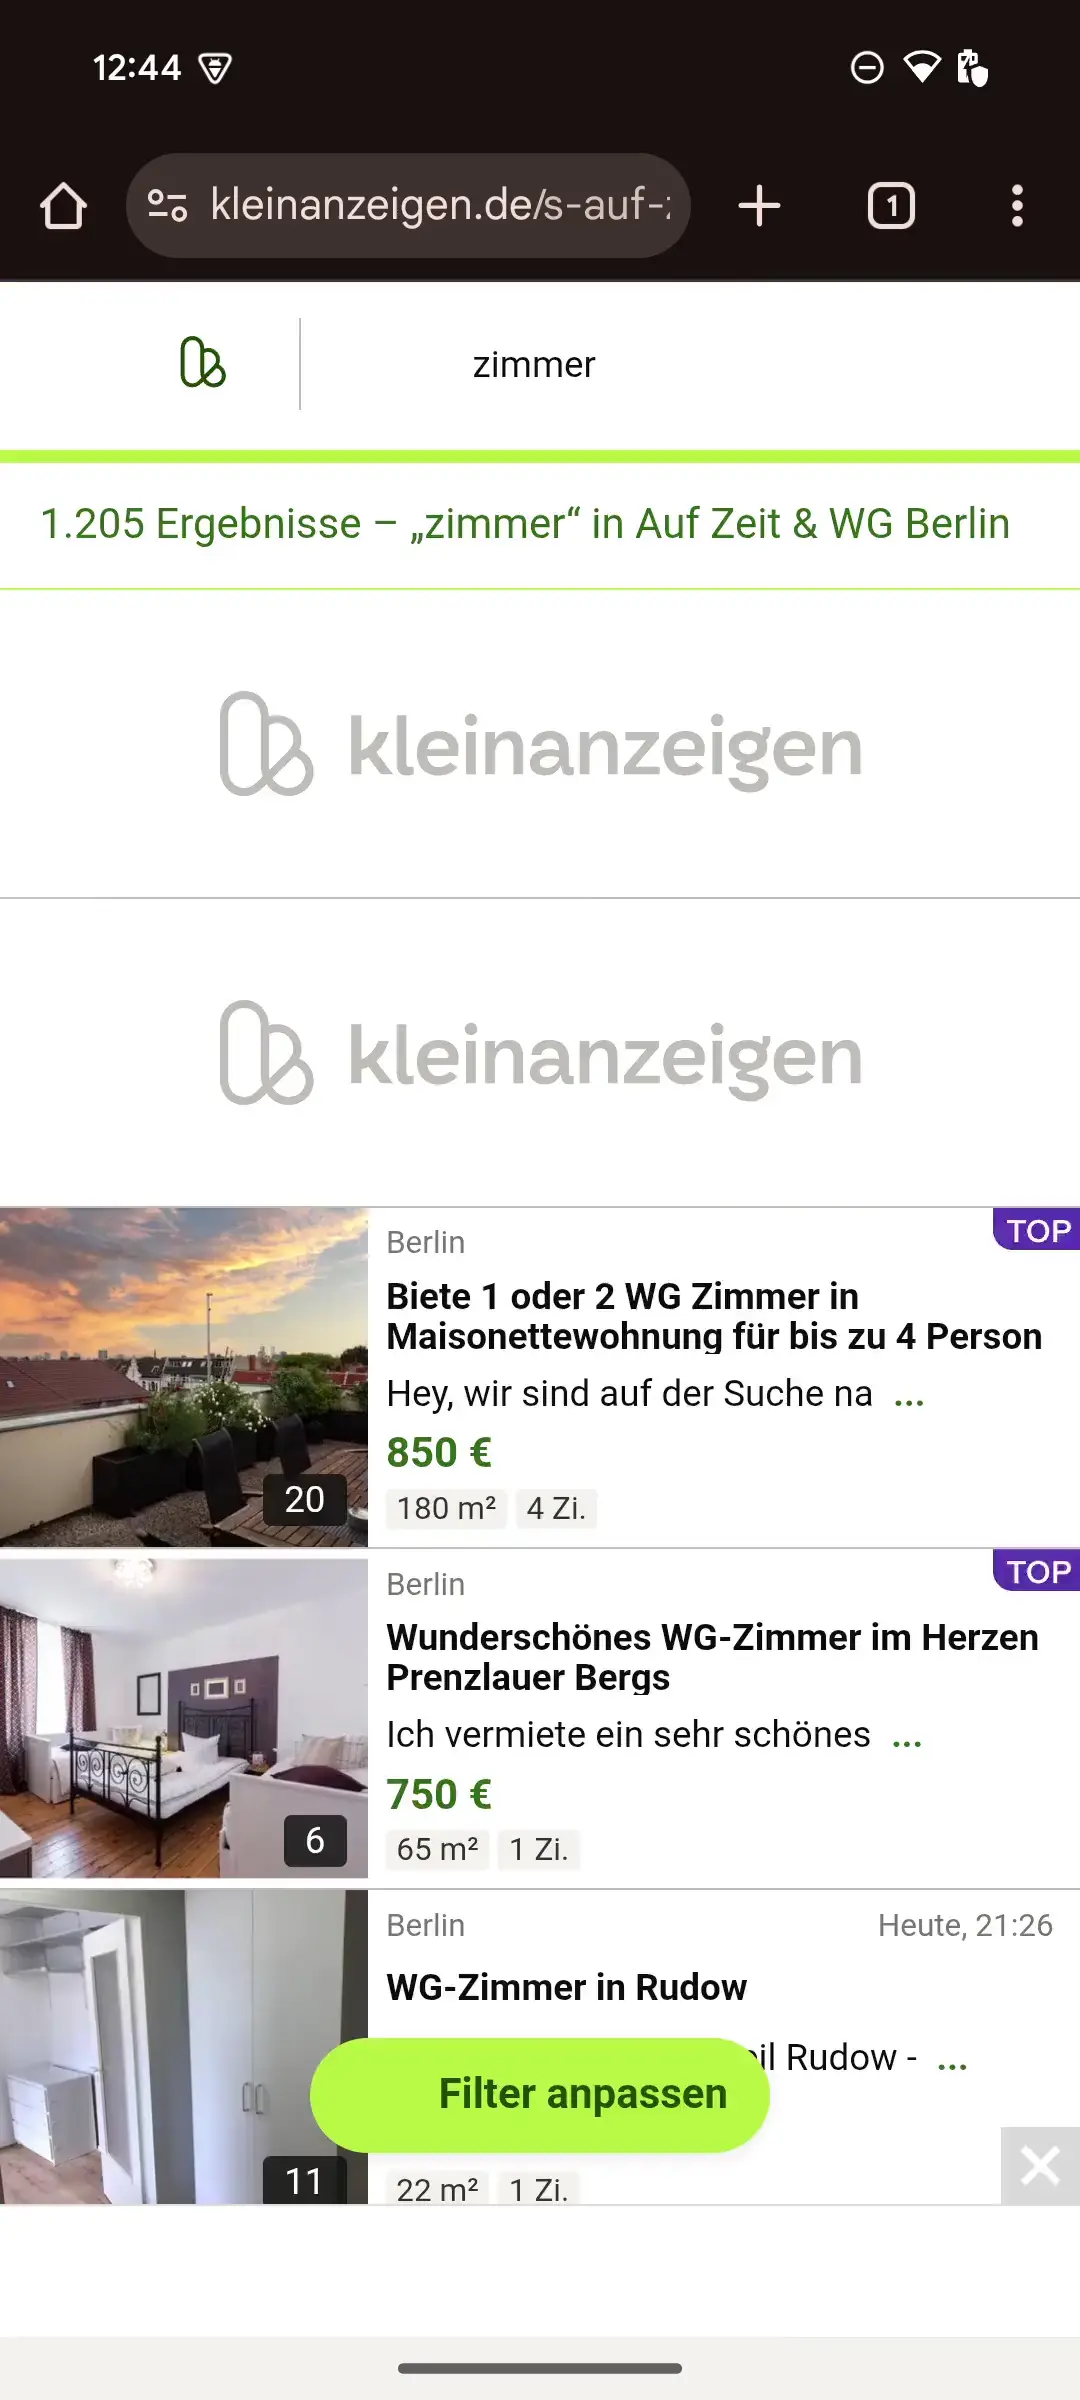 12:44
kleinanzeigen.de/s-auf-
1
zimmer
1.205 Ergebnisse – „zimmer“ in Auf Zeit & WG Berlin
kleinanzeigen
kleinanzeigen
Berlin
TOP
Biete 1 oder 2 WG Zimmer in
Maisonettewohnung für bis zu 4 Person
Hey, wir sind auf der Suche na ...
850 €
20
180 m² 4 Zi.
Berlin
TOP
Wunderschönes WG-Zimmer im Herzen
Prenzlauer Bergs
Ich vermiete ein sehr schönes ...
750 €
6
65 m² 1 Zi.
Berlin
Heute, 21:26
WG-Zimmer in Rudow
Rudow - ...
Filter anpassen
11
22 m² 1 Zi.